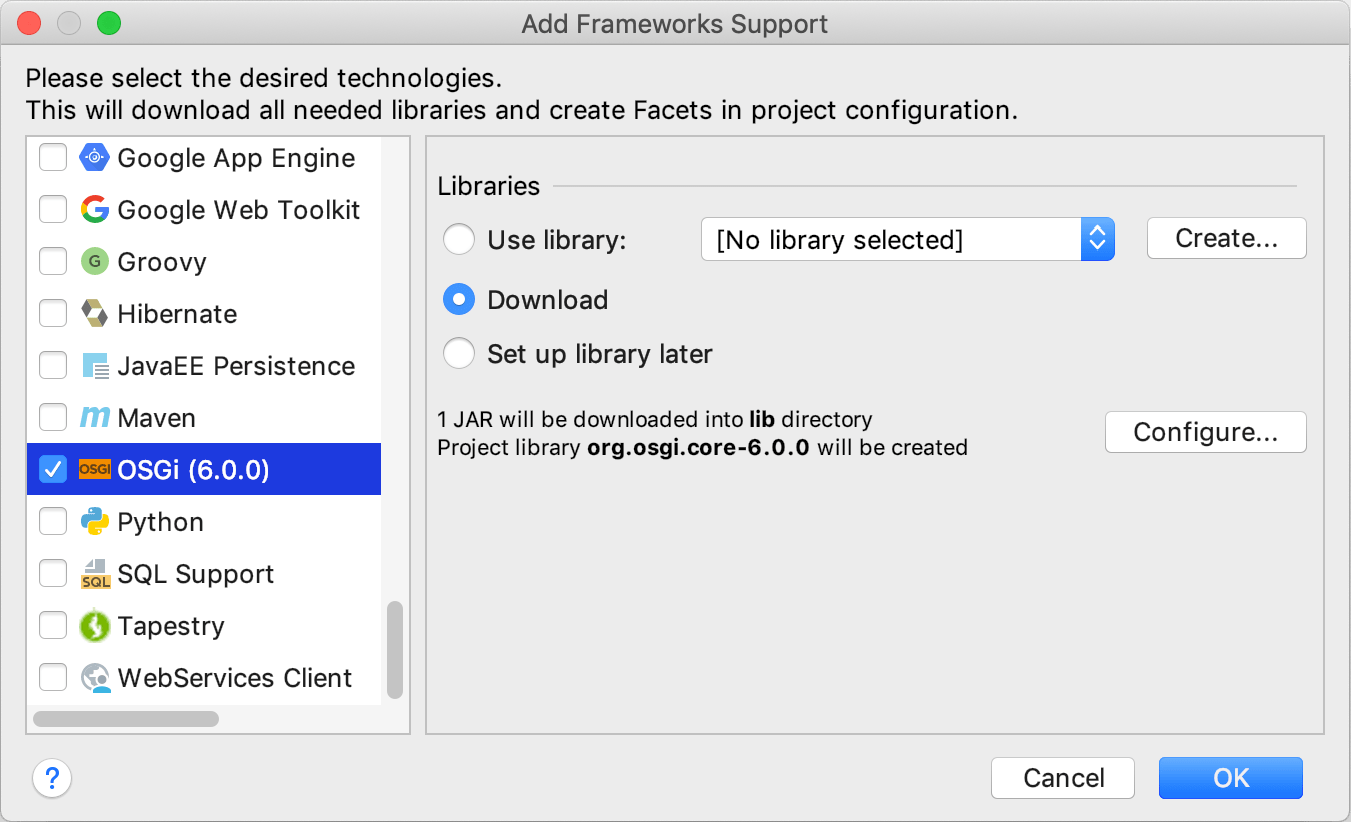 Add Frameworks Support
Please select the desired technologies.
This will download all needed libraries and create Facets in project configuration.
Google App Engine
Google Web Toolkit
G Groovy
Hibernate
JavaEE Persistence
m Maven
OSGi OSGi (6.0.0)
Python
SQL SQL Support
Tapestry
WebServices Client
Libraries
Use library: [No library selected] Create...
Download
Set up library later
1 JAR will be downloaded into lib directory
Project library org.osgi.core-6.0.0 will be created
Configure...
? Cancel OK